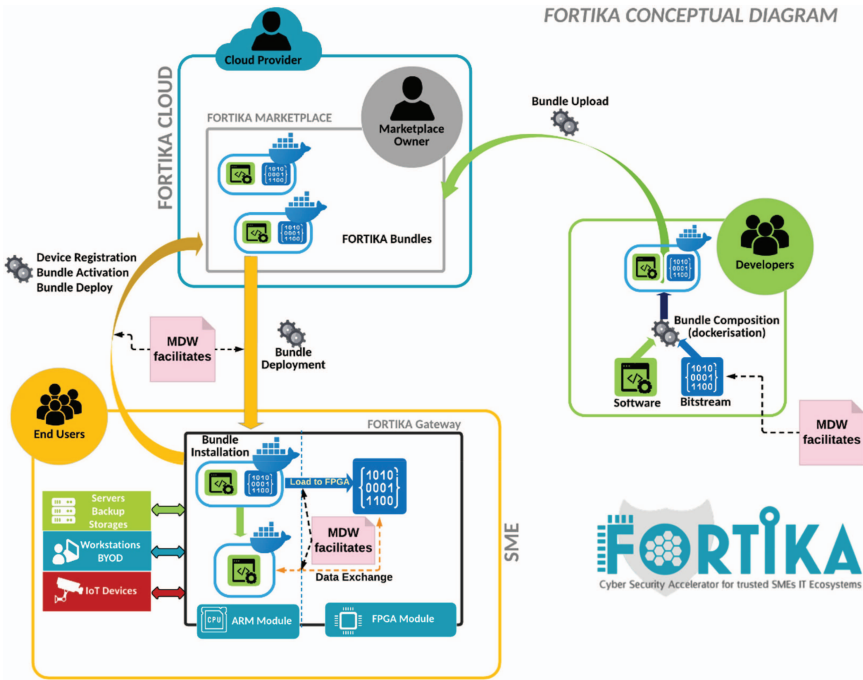 FORTIKA CONCEPTUAL DIAGRAM
Cloud Provider
FORTIKA CLOUD
FORTIKA MARKETPLACE
Marketplace
Owner
1010
0001
1100
1010
0001
1100
FORTIKA Bundles
Bundle Upload
Developers
1010
0001
1100
Bundle Composition
(dockerisation)
Software
1010
0001
1100
Bitstream
MDW
facilitates
Device Registration
Bundle Activation
Bundle Deploy
MDW
facilitates
Bundle
Deployment
End Users
FORTIKA Gateway
Bundle
Installation
1010
0001
1100
Load to FPGA
1010
0001
1100
MDW
facilitates
Data Exchange
Servers
Backup
Storages
Workstations
BYOD
IoT Devices
CPU
ARM Module
FPGA Module
SME
FORTIKA
Cyber Security Accelerator for trusted SMEs IT Ecosystems